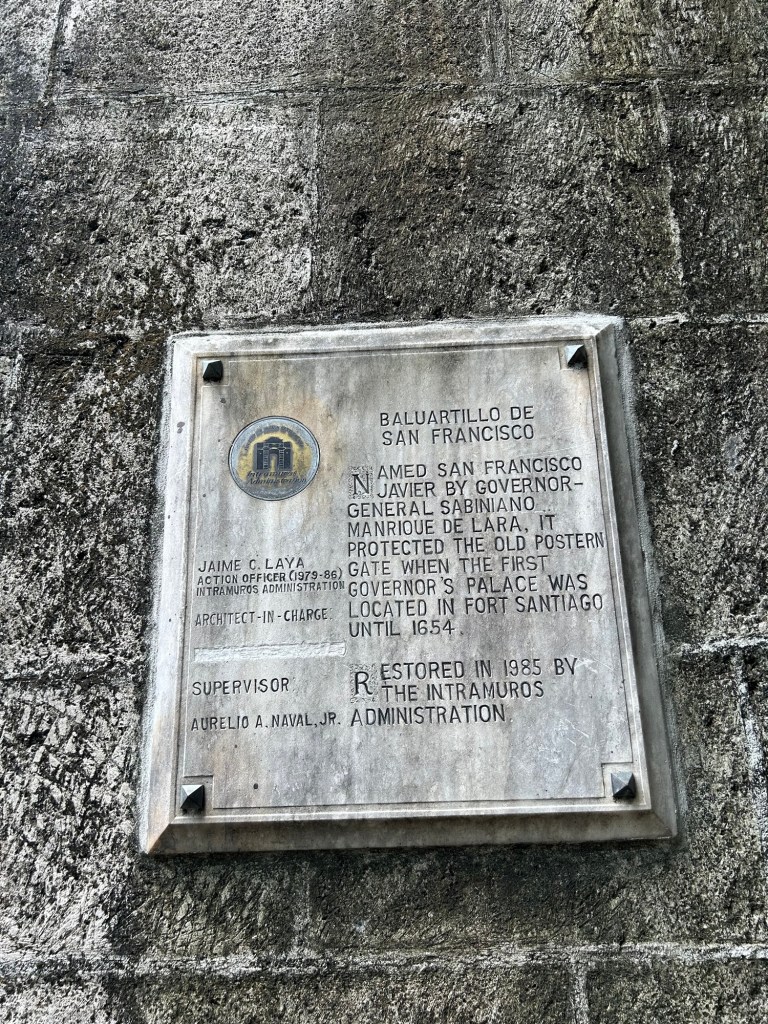 BALUARTILLO DE
SAN FRANCISCO
NAMED SAN FRANCISCO
JAVIER BY GOVERNOR-
GENERAL SABINIANO
MANRIQUE DE LARA, IT
PROTECTED THE OLD POSTERN
GATE WHEN THE FIRST
GOVERNOR'S PALACE WAS
LOCATED IN FORT SANTIAGO
UNTIL 1654.
RESTORED IN 1985 BY
THE INTRAMUROS
ADMINISTRATION
Intramuros
Administration
JAIME C. LAYA
ACTION OFFICER (1979-86)
INTRAMUROS ADMINISTRATION
ARCHITECT-IN-CHARGE:
SUPERVISOR:
AURELIO A. NAVAL, JR.